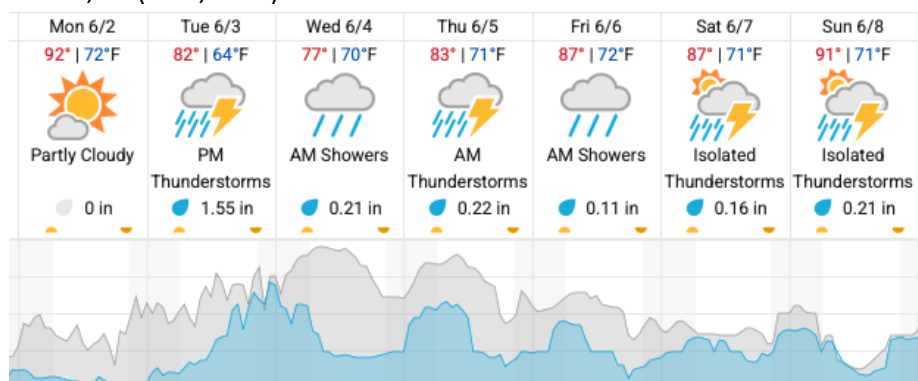 Mon 6/2 Tue 6/3 Wed 6/4 Thu 6/5 Fri 6/6 Sat 6/7 Sun 6/8
92° | 72°F 82° | 64°F 77° | 70°F 83° | 71°F 87° | 72°F 87° | 71°F 91° | 71°F
Partly Cloudy PM AM Showers AM AM Showers Isolated Isolated
Thunderstorms Thunderstorms Thunderstorms Thunderstorms
0 in 1.55 in 0.21 in 0.22 in 0.11 in 0.16 in 0.21 in